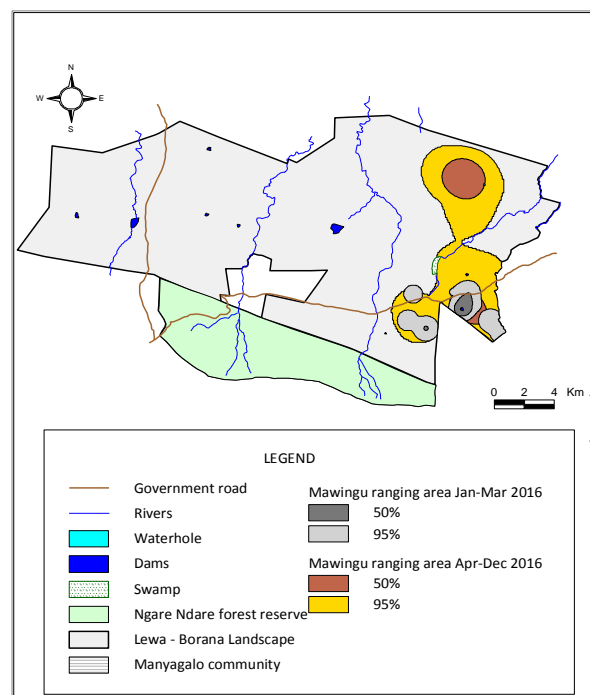 N
W E
S
0 2 4 Km
LEGEND
Government road
Rivers
Waterhole
Dams
Swamp
Ngare Ndare forest reserve
Lewa - Borana Landscape
Manyagalo community
Mawingu ranging area Jan-Mar 2016
50%
95%
Mawingu ranging area Apr-Dec 2016
50%
95%